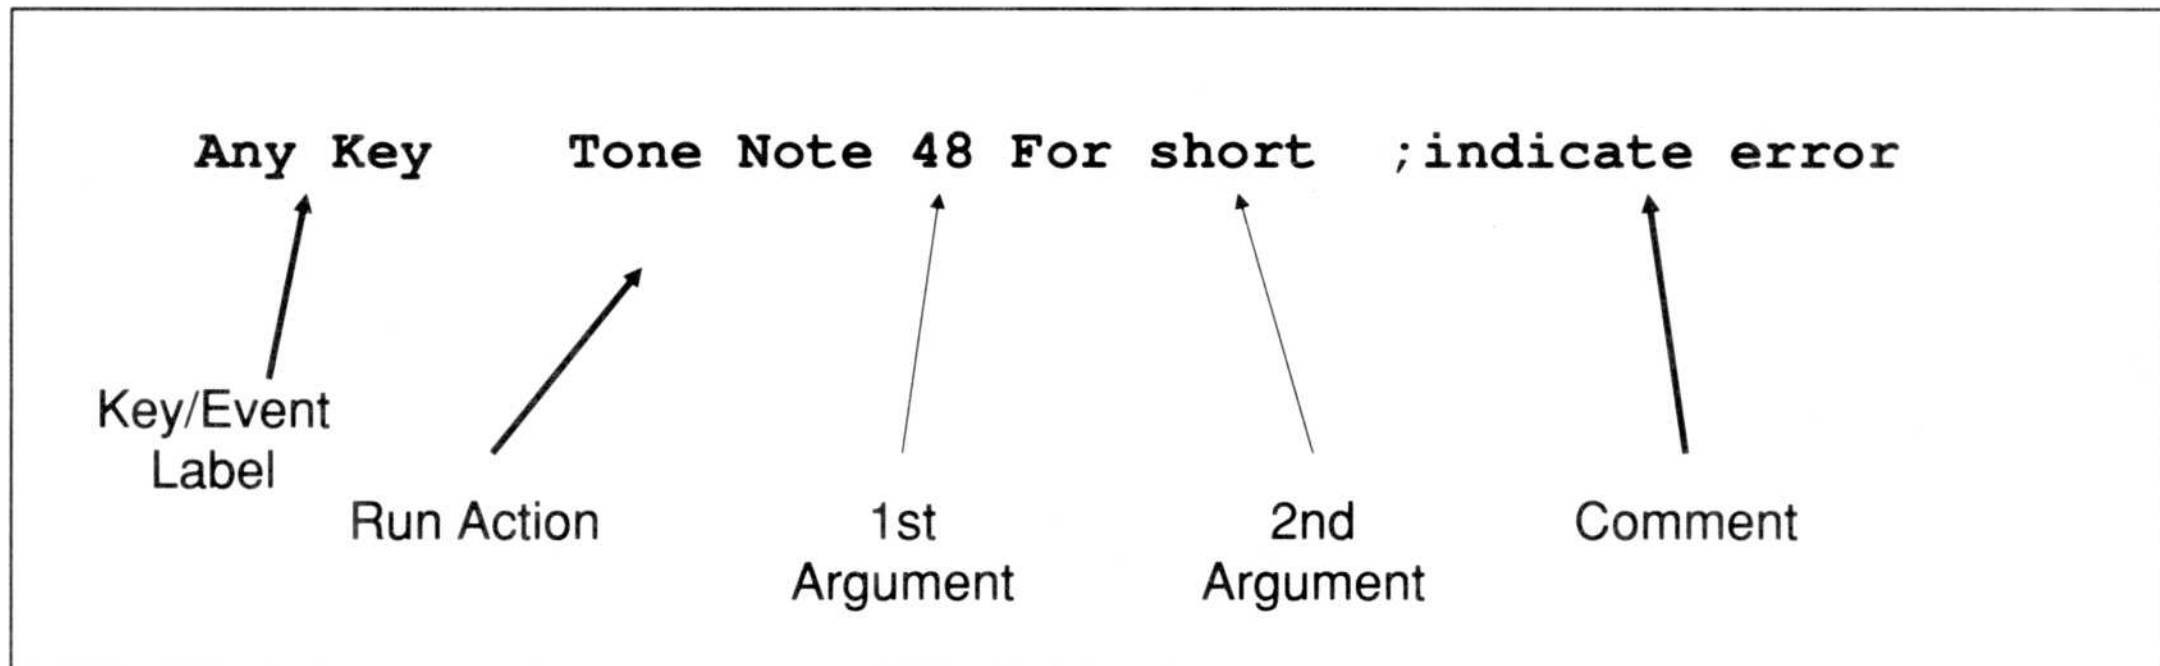 Any Key Tone Note 48 For short ;indicate error
Key/Event
Label
Run Action
1st
Argument
2nd
Argument
Comment